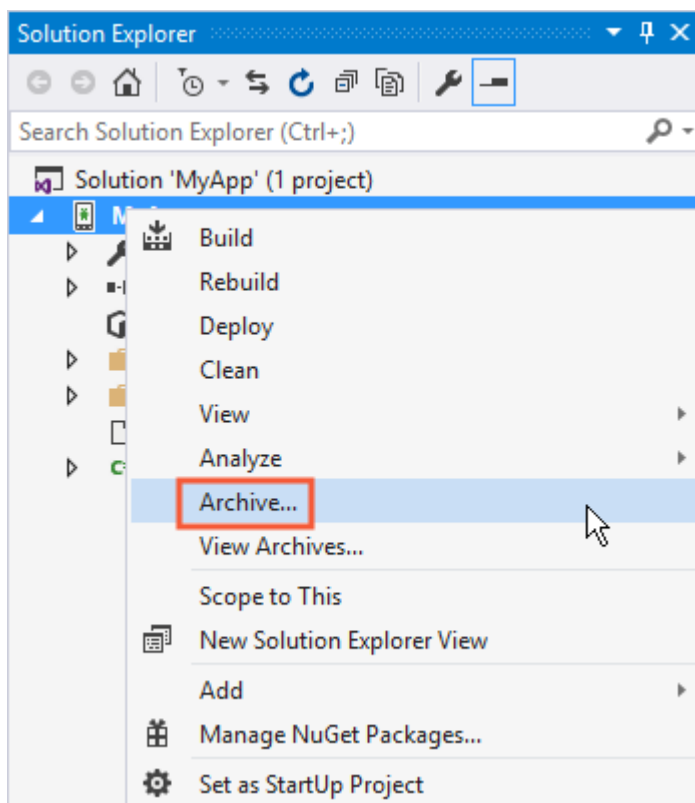 Solution Explorer
Search Solution Explorer (Ctrl+;)
Solution 'MyApp' (1 project)
Build
Rebuild
Deploy
Clean
View
Analyze
Archive...
View Archives...
Scope to This
New Solution Explorer View
Add
Manage NuGet Packages...
Set as StartUp Project